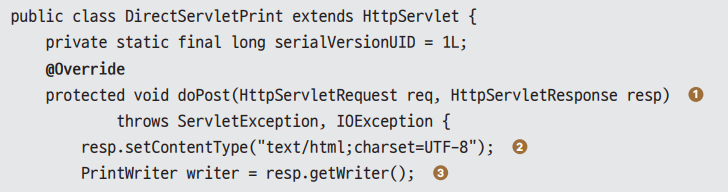 public class DirectServletPrint extends HttpServlet {
private static final long serialVersionUID = 1L;
@Override
protected void doPost(HttpServletRequest req, HttpServletResponse resp) ❶
throws ServletException, IOException {
resp.setContentType("text/html;charset=UTF-8"); ❷
PrintWriter writer = resp.getWriter(); ❸